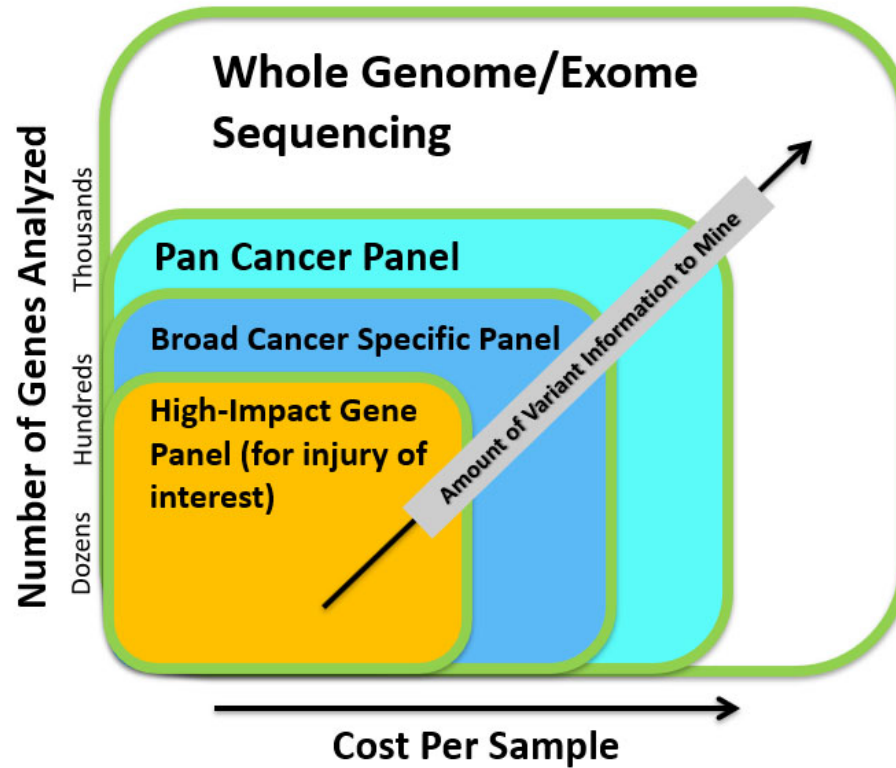 Whole Genome/Exome
Sequencing
Pan Cancer Panel
Broad Cancer Specific Panel
High-Impact Gene
Panel (for injury of
interest)
Amount of Variant Information to Mine
Number of Genes Analyzed
Thousands
Hundreds
Dozens
Cost Per Sample